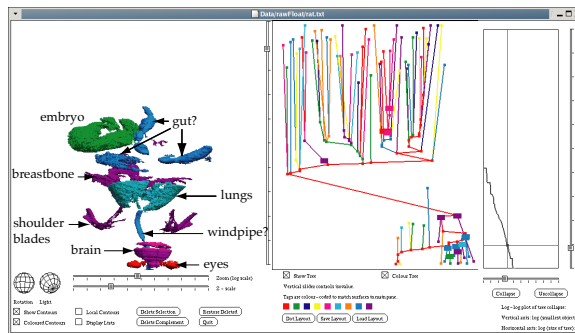 Data/rawFloat/rat.txt
embryo
gut?
breastbone
lungs
shoulder
blades
windpipe?
brain
eyes
Zoom (log scale)
Z - scale
Rotation Light
Show Contours Local Contours Delete Selection Restore Deleted
Coloured Contours Display Lists Delete Complement Quit
Show Tree Colour Tree
Vertical slider controls isovalue.
Tags are colour-coded to match surfaces in main pane.
Dot Layout Save Layout Load Layout
Collapse Uncollapse
Log-log plot of tree collapse:
Vertical axis: log (smallest object
Horizontal axis: log (size of tree)